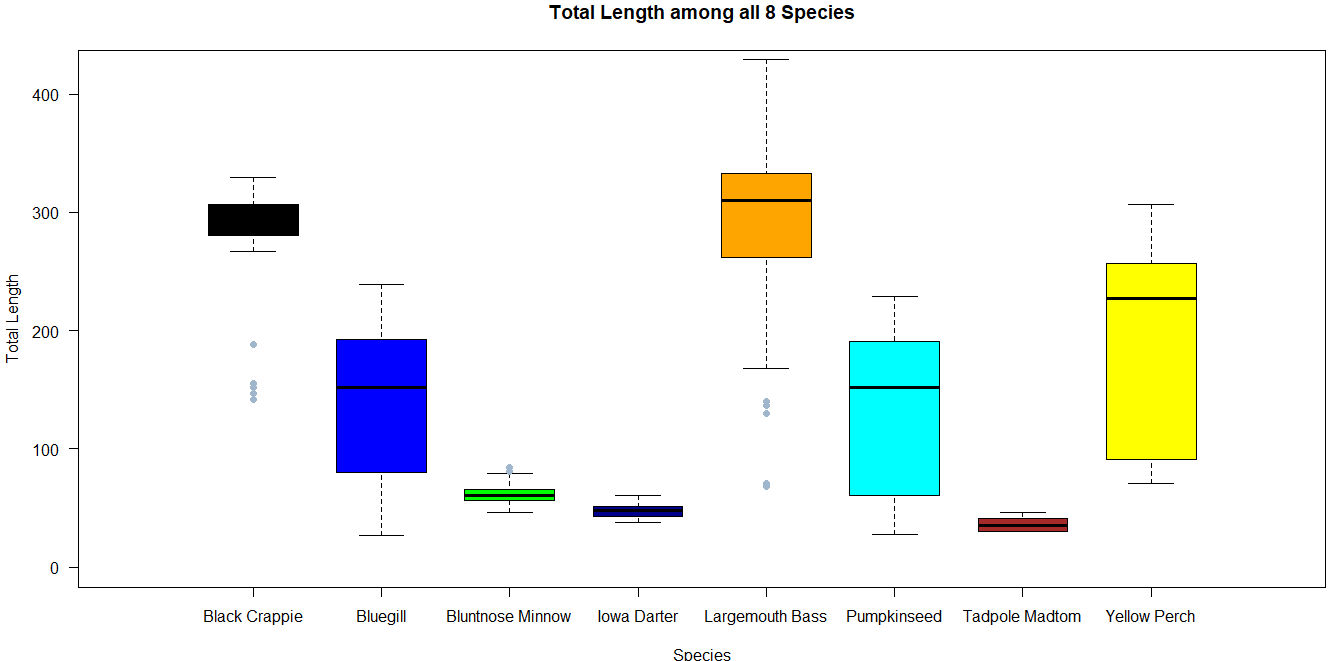 Total Length among all 8 Species
Total Length
400
300
200
100
0
Black Crappie Bluegill Bluntnose Minnow Iowa Darter Largemouth Bass Pumpkinseed Tadpole Madtom Yellow Perch
Species